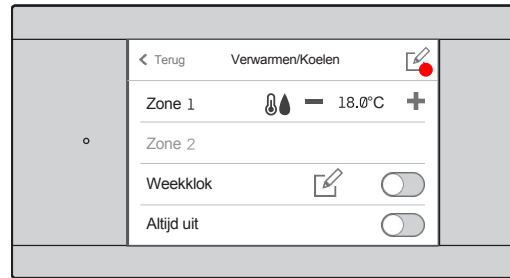 Terug Verwarmen/Koelen
Zone 1 18.0°C
Zone 2
Weekklok
Altijd uit